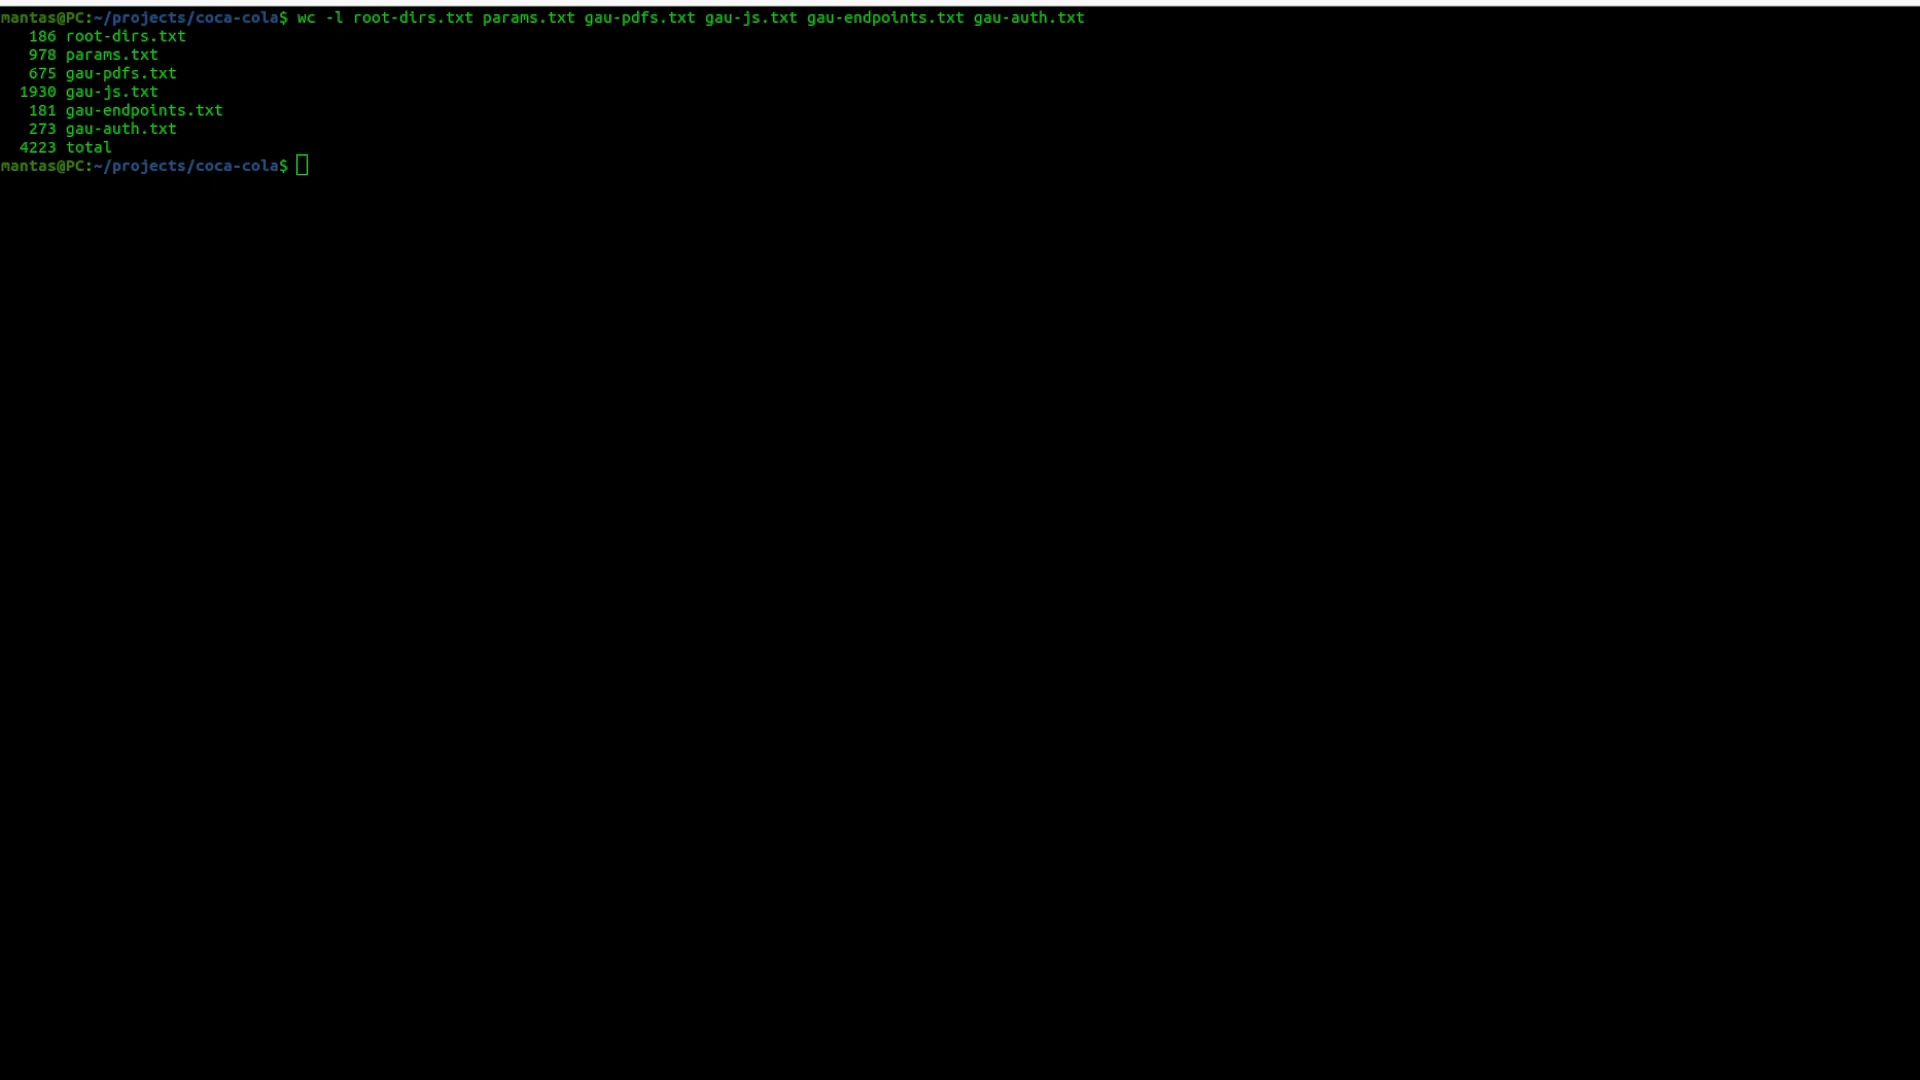 mantas@PC:~/projects/coca-cola$ wc -l root-dirs.txt params.txt gau-pdfs.txt gau-js.txt gau-endpoints.txt gau-auth.txt
186 root-dirs.txt
978 params.txt
675 gau-pdfs.txt
1930 gau-js.txt
181 gau-endpoints.txt
273 gau-auth.txt
4223 total
mantas@PC:~/projects/coca-cola$